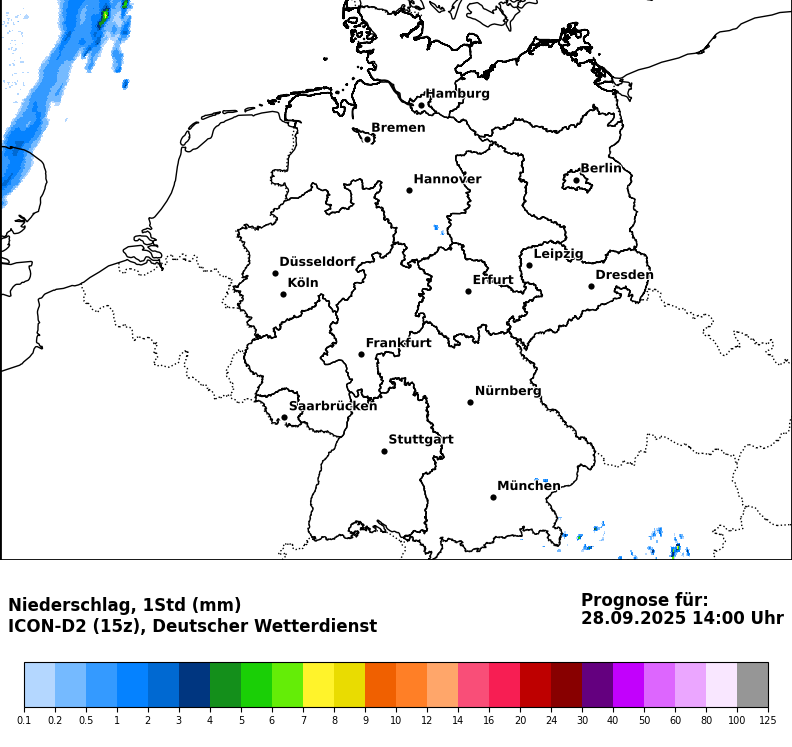 Hamburg
Bremen
Berlin
Hannover
Leipzig
Düsseldorf
Dresden
Köln
Erfurt
Frankfurt
Nürnberg
Saarbrücken
Stuttgart
München
Niederschlag, 1Std (mm)
ICON-D2 (15z), Deutscher Wetterdienst
Prognose für:
28.09.2025 14:00 Uhr
0.1 0.2 0.5 1 2 3 4 5 6 7 8 9 10 12 14 16 20 24 30 40 50 60 80 100 125